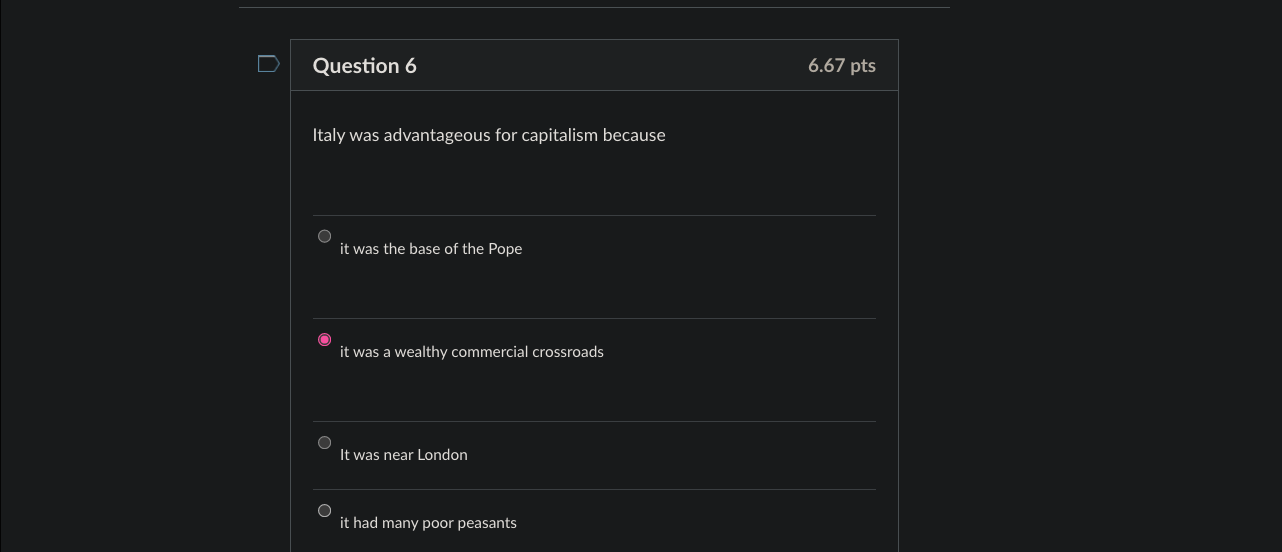 Question 6
6.67 pts
Italy was advantageous for capitalism because
it was the base of the Pope
it was a wealthy commercial crossroads
It was near London
it had many poor peasants